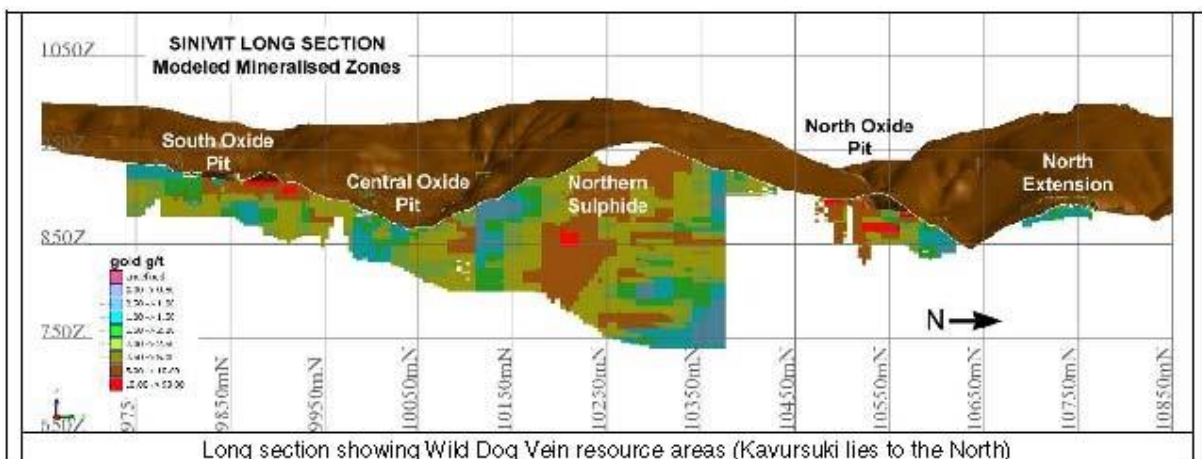 1050Z
SINIVIT LONG SECTION
Modeled Mineralised Zones
950Z
South Oxide
Pit
Central Oxide
Pit
Northern
Sulphide
North Oxide
Pit
North
Extension
850Z
gold g/t
undefined
750Z
N
650Z
9850mN
9950mN
10050mN
10150mN
10250mN
10350mN
10450mN
10550mN
10650mN
10750mN
10850mN
Long section showing Wild Dog Vein resource areas (Kavursuki lies to the North)